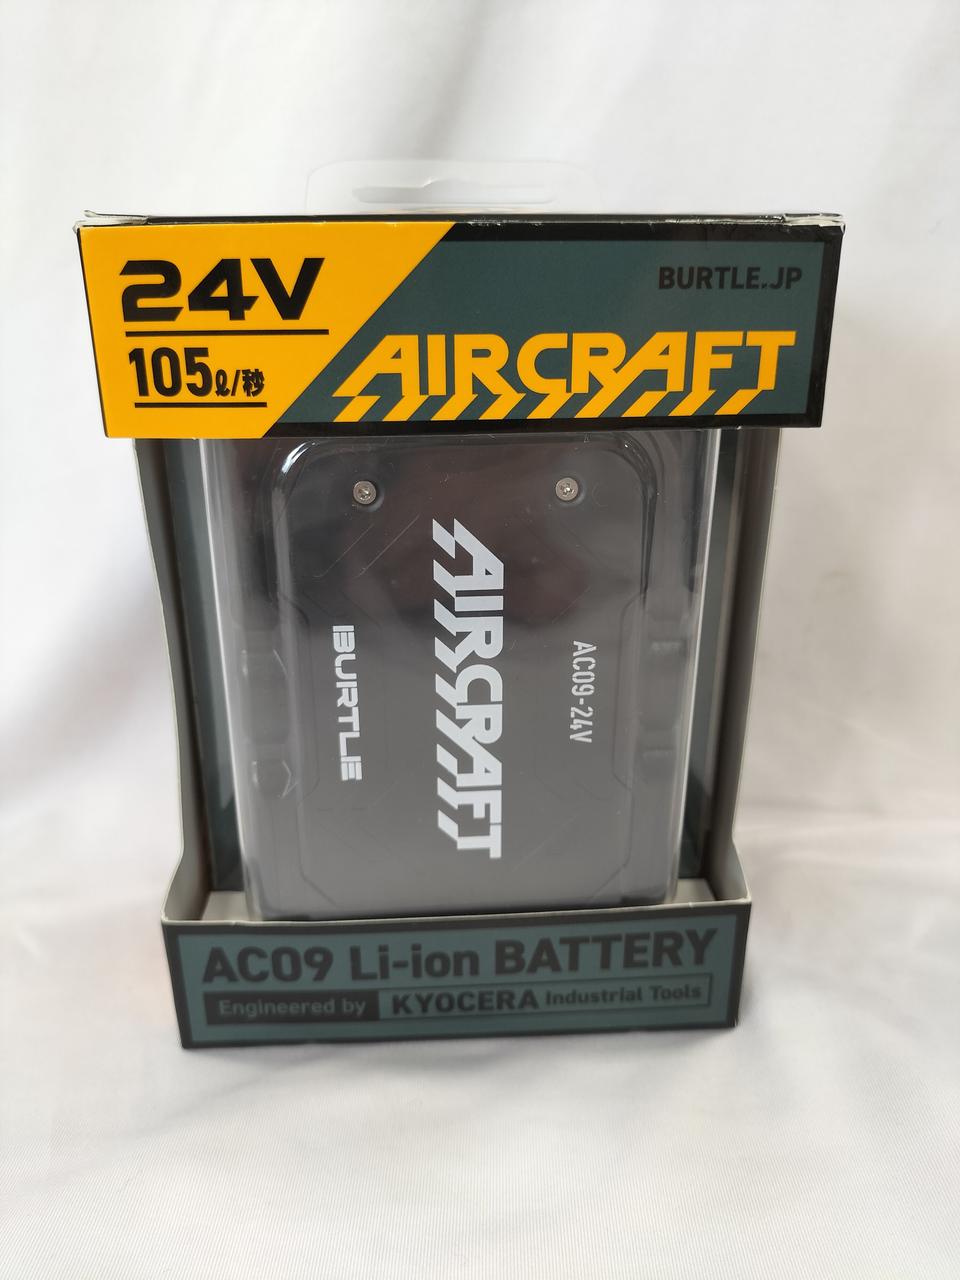 24V
105ℓ/秒
BURTLE.JP
AIRCRAFT
AC09-24V
AIRCRAFT
BURTLE
AC09 Li-ion BATTERY
Engineered by KYOCERA Industrial Tools